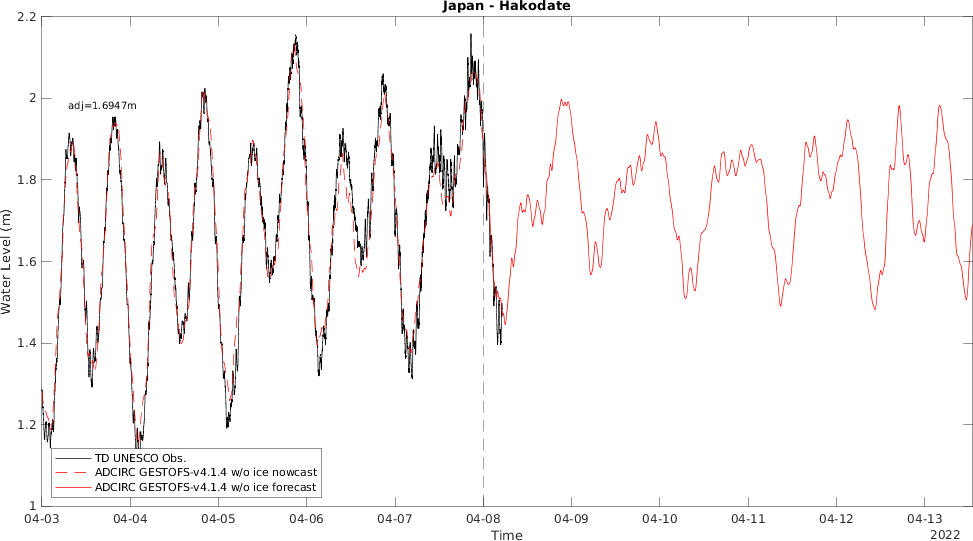 Japan - Hakodate
2.2
2
1.8
1.6
1.4
1.2
1
Water Level (m)
adj=1.6947m
TD UNESCO Obs.
ADCIRC GESTOFS-v4.1.4 w/o ice nowcast
ADCIRC GESTOFS-v4.1.4 w/o ice forecast
04-03 04-04 04-05 04-06 04-07 04-08 04-09 04-10 04-11 04-12 04-13
Time
2022